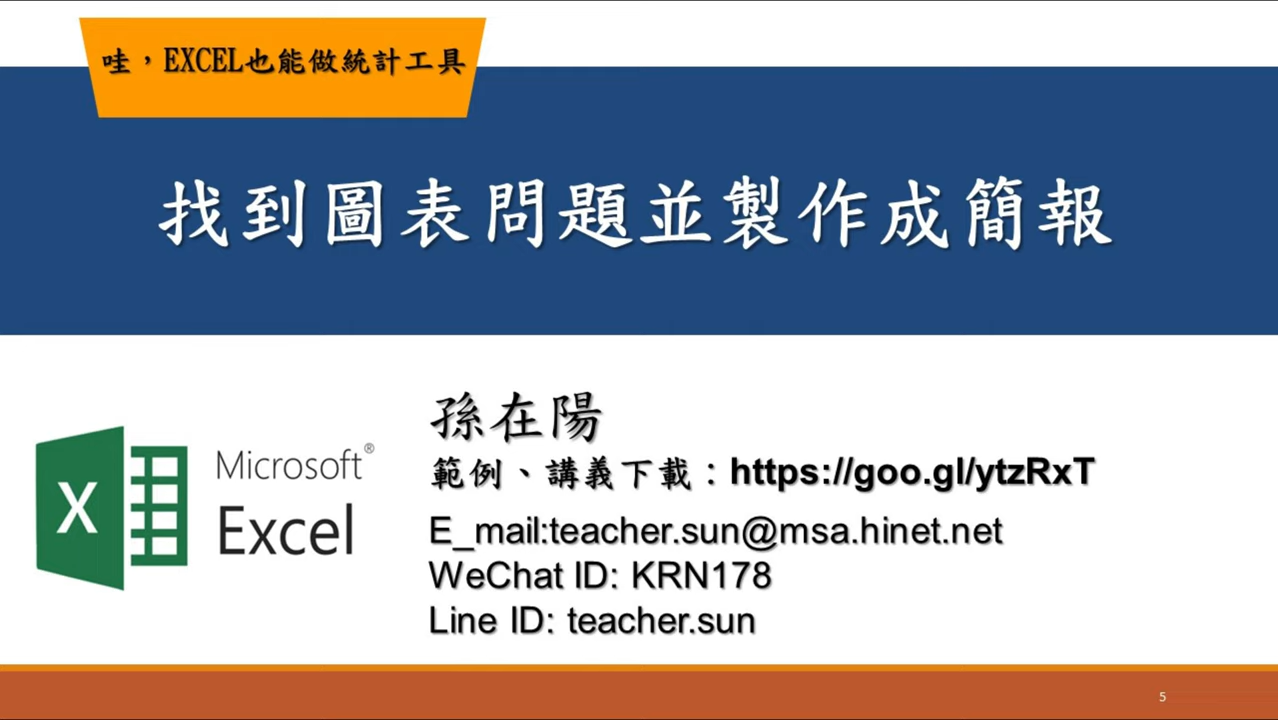 哇，EXCEL也能做統計工具
找到圖表問題並製作成簡報
孫在陽
範例、講義下載：https://goo.gl/ytzRxT
E_mail:teacher.sun@msa.hinet.net
WeChat ID: KRN178
Line ID: teacher.sun
X
Microsoft®
Excel
5